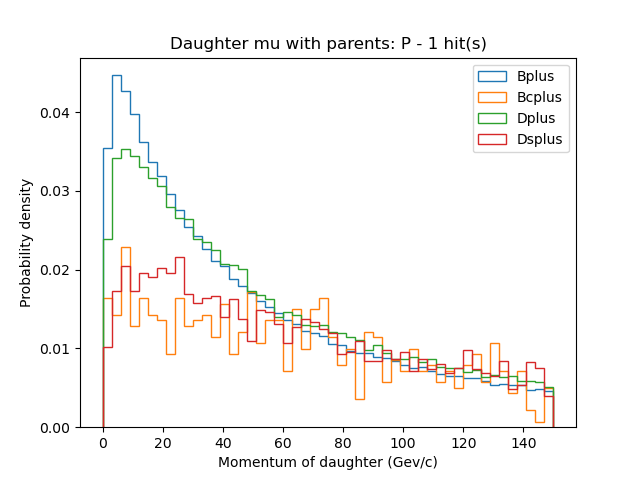 Daughter mu with parents: P - 1 hit(s)
Bplus
Bcplus
Dplus
Dsplus
Probability density
0.04
0.03
0.02
0.01
0.00
0 20 40 60 80 100 120 140
Momentum of daughter (Gev/c)